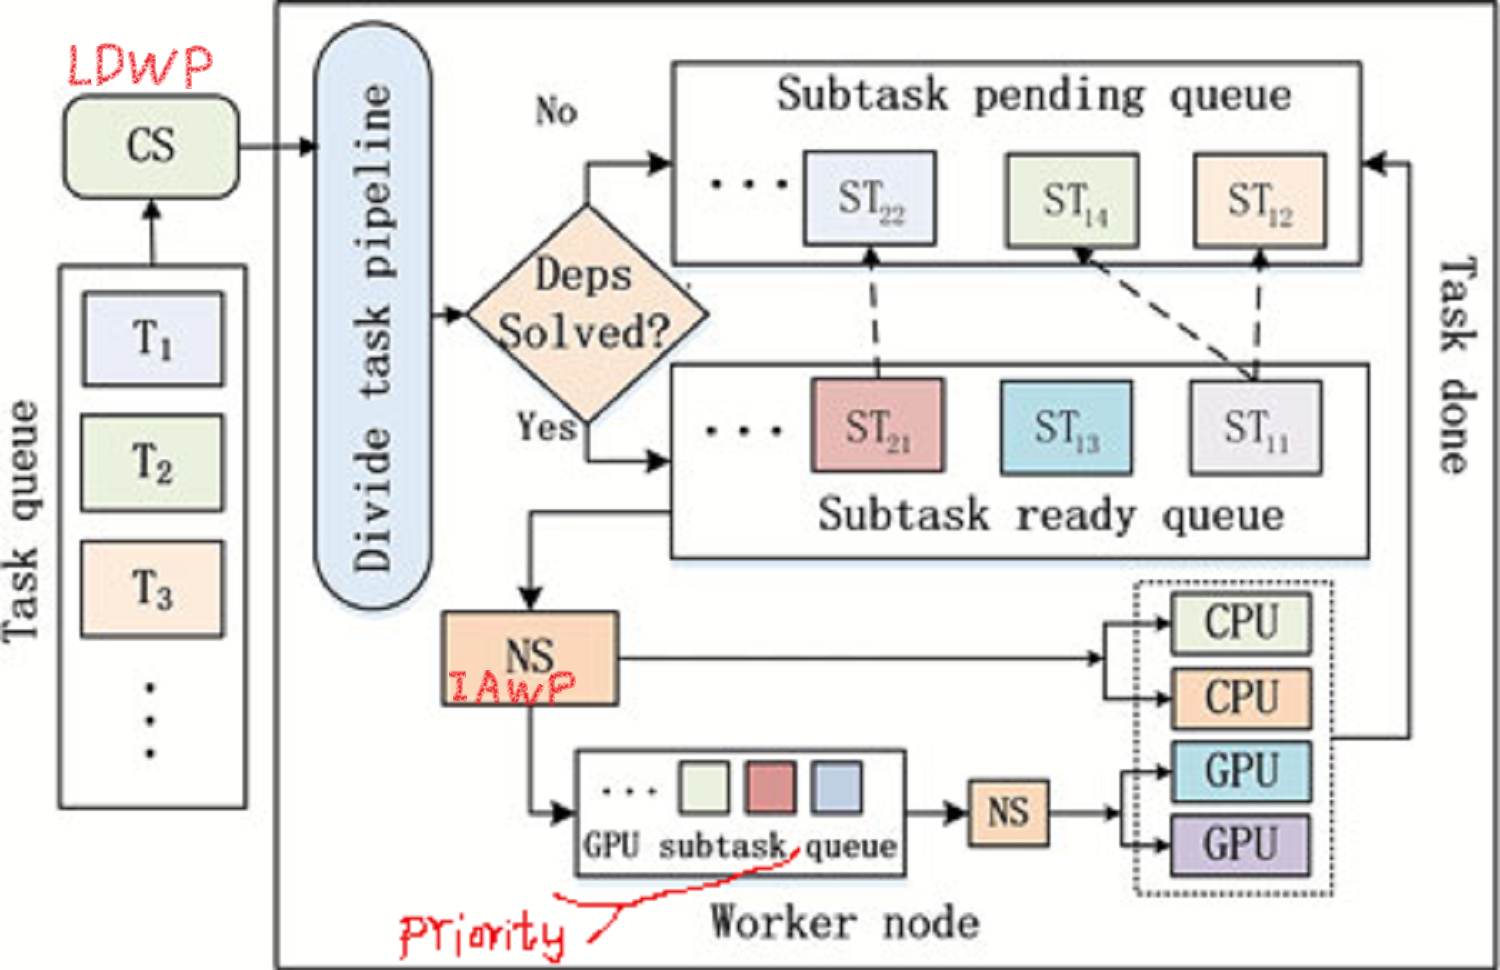 LDWP
CS
Task queue
T1
T2
T3
Divide task pipeline
No
Deps
Solved?
Yes
Subtask pending queue
... ST22 ST14 ST12
... ST21 ST13 ST11
Subtask ready queue
Task done
NS
IAWP
CPU
CPU
GPU
GPU
...
GPU subtask queue
NS
Priority
Worker node